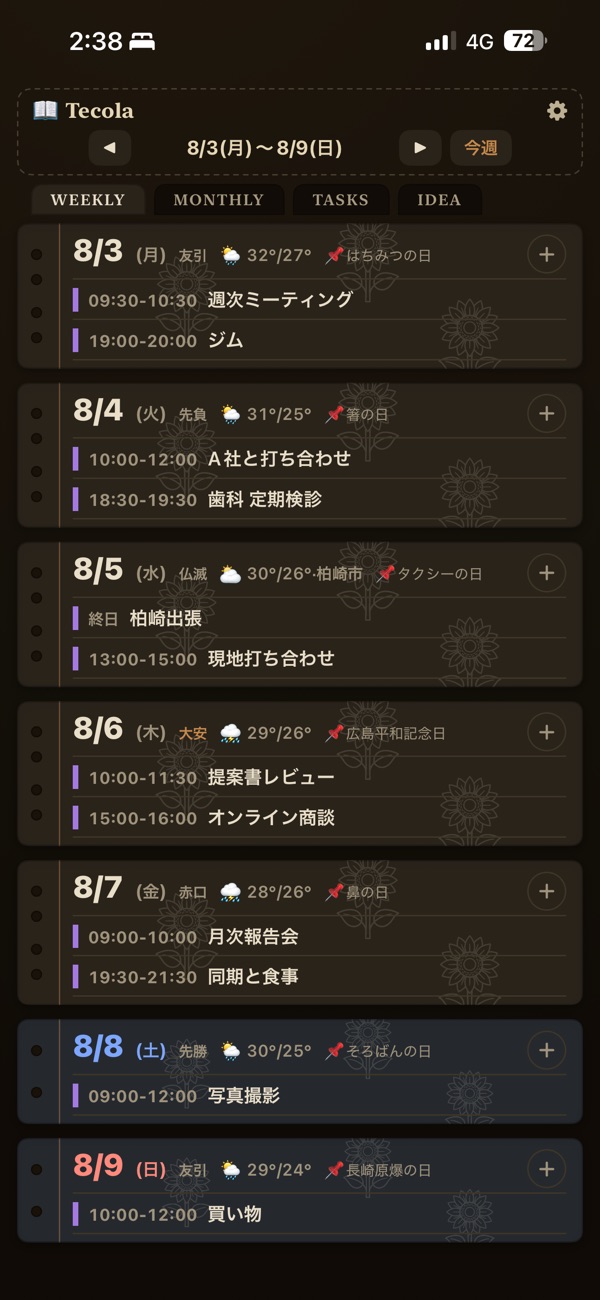 2:38 4G 72
Tecola
8/3(月)～8/9(日) 今週
WEEKLY MONTHLY TASKS IDEA
8/3 (月) 友引 32°/27° はちみつの日
09:30-10:30 週次ミーティング
19:00-20:00 ジム
8/4 (火) 先負 31°/25° 箸の日
10:00-12:00 A社と打ち合わせ
18:30-19:30 歯科 定期検診
8/5 (水) 仏滅 30°/26°·柏崎市 タクシーの日
終日 柏崎出張
13:00-15:00 現地打ち合わせ
8/6 (木) 大安 29°/26° 広島平和記念日
10:00-11:30 提案書レビュー
15:00-16:00 オンライン商談
8/7 (金) 赤口 28°/26° 鼻の日
09:00-10:00 月次報告会
19:30-21:30 同期と食事
8/8 (土) 先勝 30°/25° そろばんの日
09:00-12:00 写真撮影
8/9 (日) 友引 29°/24° 長崎原爆の日
10:00-12:00 買い物